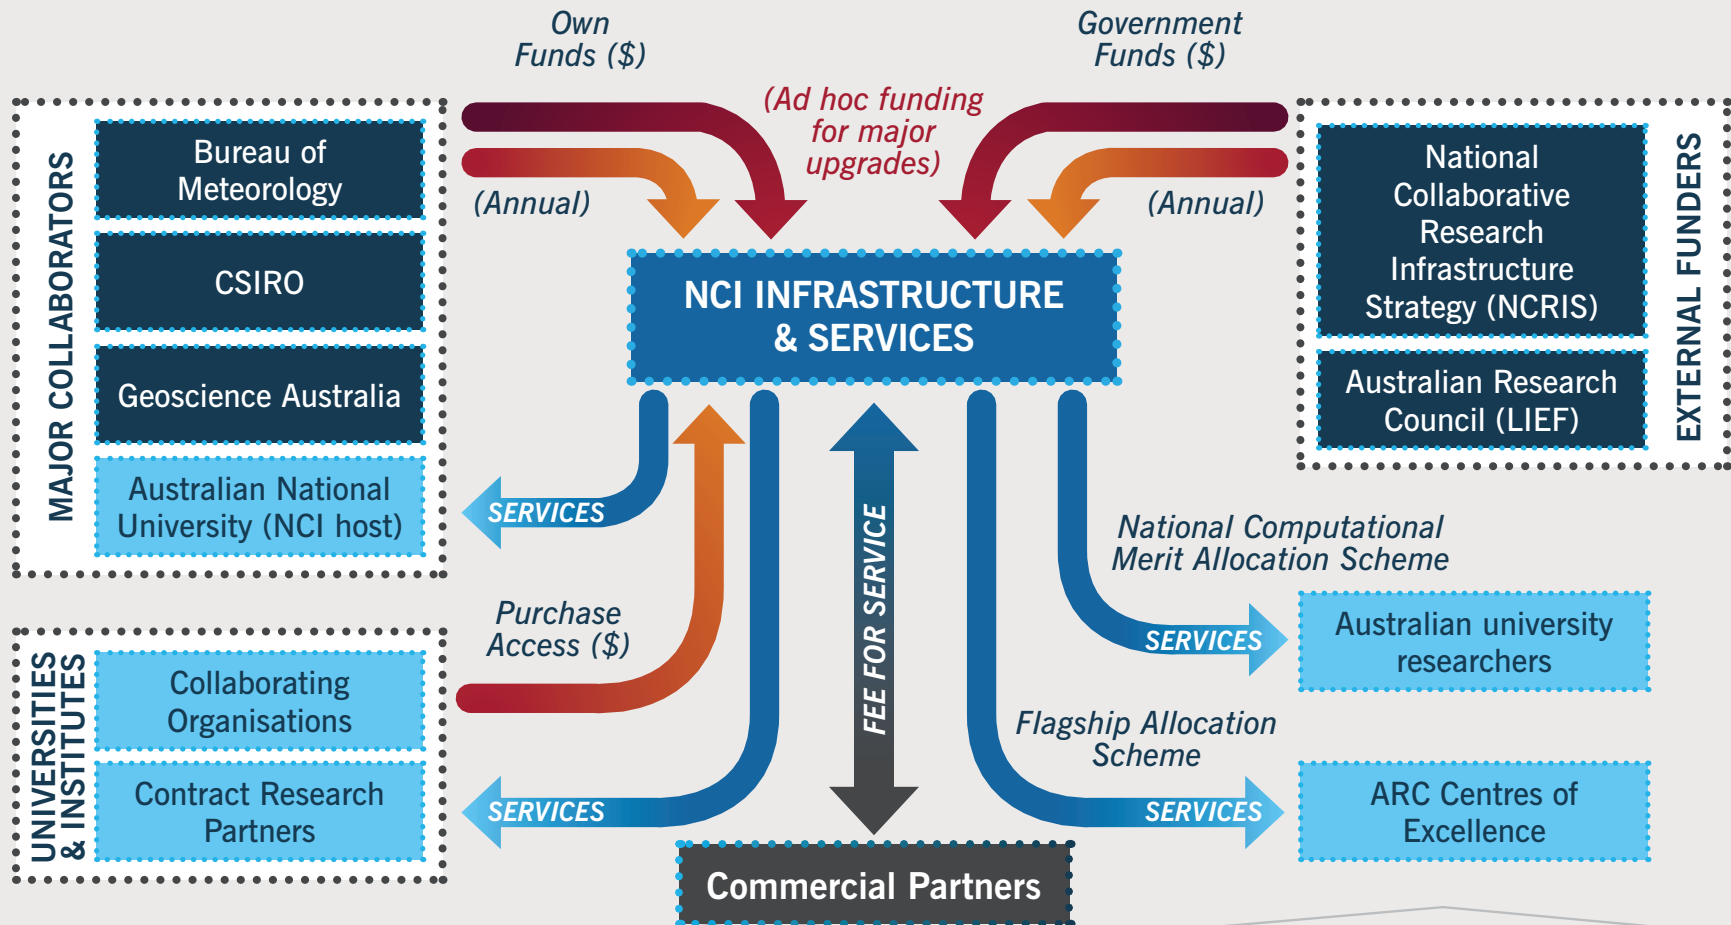 Own
Funds ($)
Government
Funds ($)
(Ad hoc funding
for major
upgrades)
(Annual)
(Annual)
MAJOR COLLABORATORS
Bureau of
Meteorology
CSIRO
Geoscience Australia
Australian National
University (NCI host)
NCI INFRASTRUCTURE
& SERVICES
EXTERNAL FUNDERS
National
Collaborative
Research
Infrastructure
Strategy (NCRIS)
Australian Research
Council (LIEF)
SERVICES
Purchase
Access ($)
UNIVERSITIES
& INSTITUTES
Collaborating
Organisations
Contract Research
Partners
SERVICES
FEE FOR SERVICE
Commercial Partners
National Computational
Merit Allocation Scheme
SERVICES
Australian university
researchers
Flagship Allocation
Scheme
SERVICES
ARC Centres of
Excellence